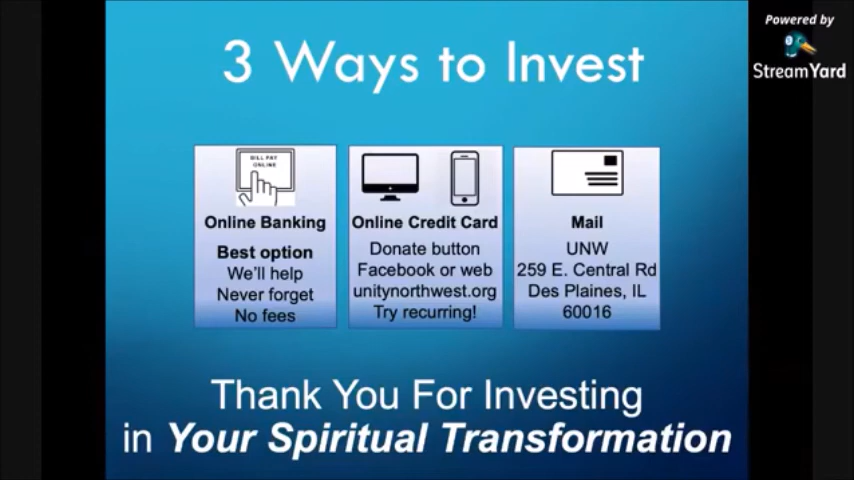 Powered by
StreamYard
3 Ways to Invest
BILL PAY
ONLINE
Online Banking
Best option
We'll help
Never forget
No fees
Online Credit Card
Donate button
Facebook or web
unitynorthwest.org
Try recurring!
Mail
UNW
259 E. Central Rd
Des Plaines, IL
60016
Thank You For Investing
in Your Spiritual Transformation